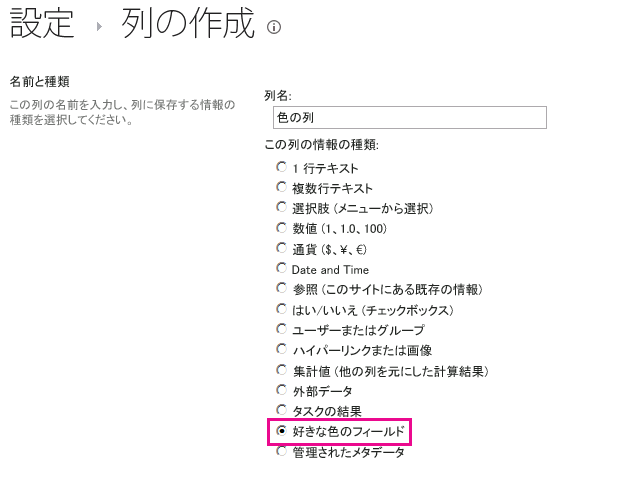 設定 ▸ 列の作成 ⓘ
名前と種類
この列の名前を入力し、列に保存する情報の
種類を選択してください。
列名:
色の列
この列の情報の種類:
1 行テキスト
複数行テキスト
選択肢 (メニューから選択)
数値 (1、1.0、100)
通貨 ($、¥、€)
Date and Time
参照 (このサイトにある既存の情報)
はい/いいえ (チェックボックス)
ユーザーまたはグループ
ハイパーリンクまたは画像
集計値 (他の列を元にした計算結果)
外部データ
タスクの結果
好きな色のフィールド
管理されたメタデータ